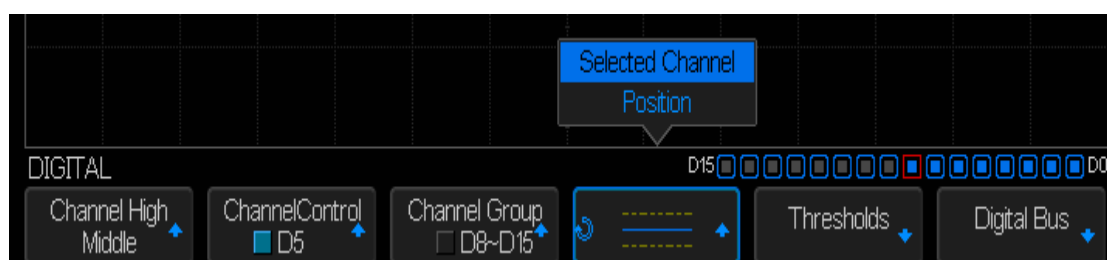 Selected Channel
Position
DIGITAL
D15 D0
Channel High
Middle
ChannelControl
D5
Channel Group
D8~D15
Thresholds
Digital Bus